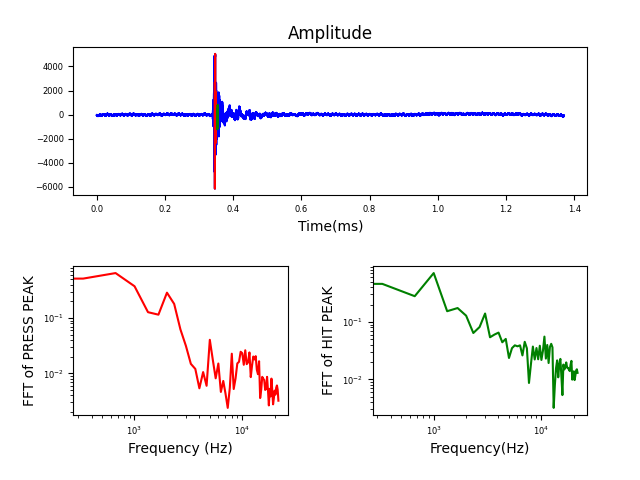 Amplitude
4000
2000
0
−2000
−4000
−6000
0.0 0.2 0.4 0.6 0.8 1.0 1.2 1.4
Time(ms)
FFT of PRESS PEAK
10⁻¹
10⁻²
10³ 10⁴
Frequency (Hz)
FFT of HIT PEAK
10⁻¹
10⁻²
10³ 10⁴
Frequency(Hz)